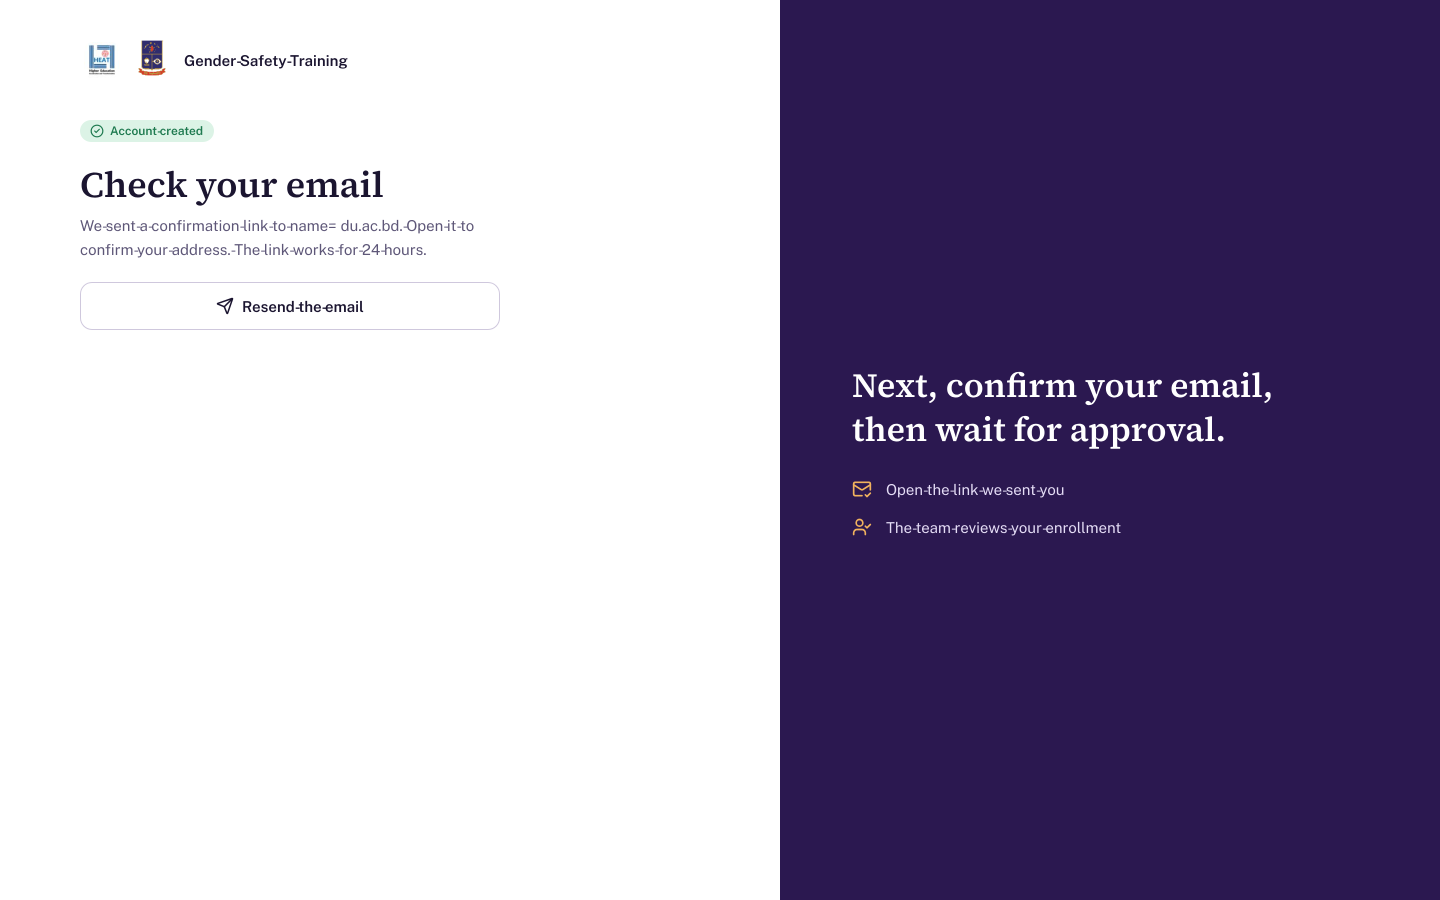 HEAT
Gender-Safety-Training
Account-created
Check your email
We-sent-a-confirmation-link-to-name= du.ac.bd.-Open-it-to
confirm-your-address.-The-link-works-for-24-hours.
Resend-the-email
Next, confirm your email,
then wait for approval.
Open-the-link-we-sent-you
The-team-reviews-your-enrollment